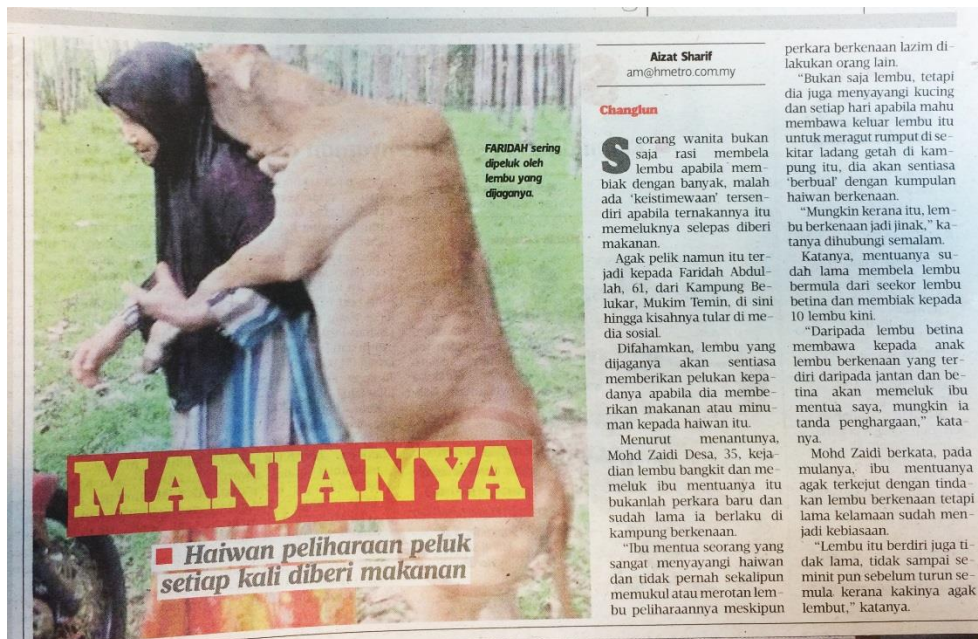 FARIDAH sering
dipeluk oleh
lembu yang
dijaganya.
MANJANYA
■ Haiwan peliharaan peluk
setiap kali diberi makanan
Aizat Sharif
am@hmetro.com.my
Changlun
Seorang wanita bukan
saja rasi membela
lembu apabila mem-
biak dengan banyak, malah
ada 'keistimewaan' tersen-
diri apabila ternakannya itu
memeluknya selepas diberi
makanan.
Agak pelik namun itu ter-
jadi kepada Faridah Abdul-
lah, 61, dari Kampung Be-
lukar, Mukim Temin, di sini
hingga kisahnya tular di me-
dia sosial.
Difahamkan, lembu yang
dijaganya akan sentiasa
memberikan pelukan kepa-
danya apabila dia membe-
rikan makanan atau minu-
man kepada haiwan itu.
Menurut menantunya,
Mohd Zaidi Desa, 35, keja-
dian lembu bangkit dan me-
meluk ibu mentuanya itu
bukanlah perkara baru dan
sudah lama ia berlaku di
kampung berkenaan.
"Ibu mentua seorang yang
sangat menyayangi haiwan
dan tidak pernah sekalipun
memukul atau merotan lem-
bu peliharaannya meskipun
perkara berkenaan lazim di-
lakukan orang lain.
"Bukan saja lembu, tetapi
dia juga menyayangi kucing
dan setiap hari apabila mahu
membawa keluar lembu itu
untuk meragut rumput di se-
kitar ladang getah di kam-
pung itu, dia akan sentiasa
'berbual' dengan kumpulan
haiwan berkenaan.
"Mungkin kerana itu, lem-
bu berkenaan jadi jinak," ka-
tanya dihubungi semalam.
Katanya, mentuanya su-
dah lama membela lembu
bermula dari seekor lembu
betina dan membiak kepada
10 lembu kini.
"Daripada lembu betina
membawa kepada anak
lembu berkenaan yang ter-
diri daripada jantan dan be-
tina akan memeluk ibu
mentua saya, mungkin ia
tanda penghargaan," kata-
nya.
Mohd Zaidi berkata, pada
mulanya, ibu mentuanya
agak terkejut dengan tinda-
kan lembu berkenaan tetapi
lama kelamaan sudah men-
jadi kebiasaan.
"Lembu itu berdiri juga ti-
dak lama, tidak sampai se-
minit pun sebelum turun se-
mula kerana kakinya agak
lembut," katanya.